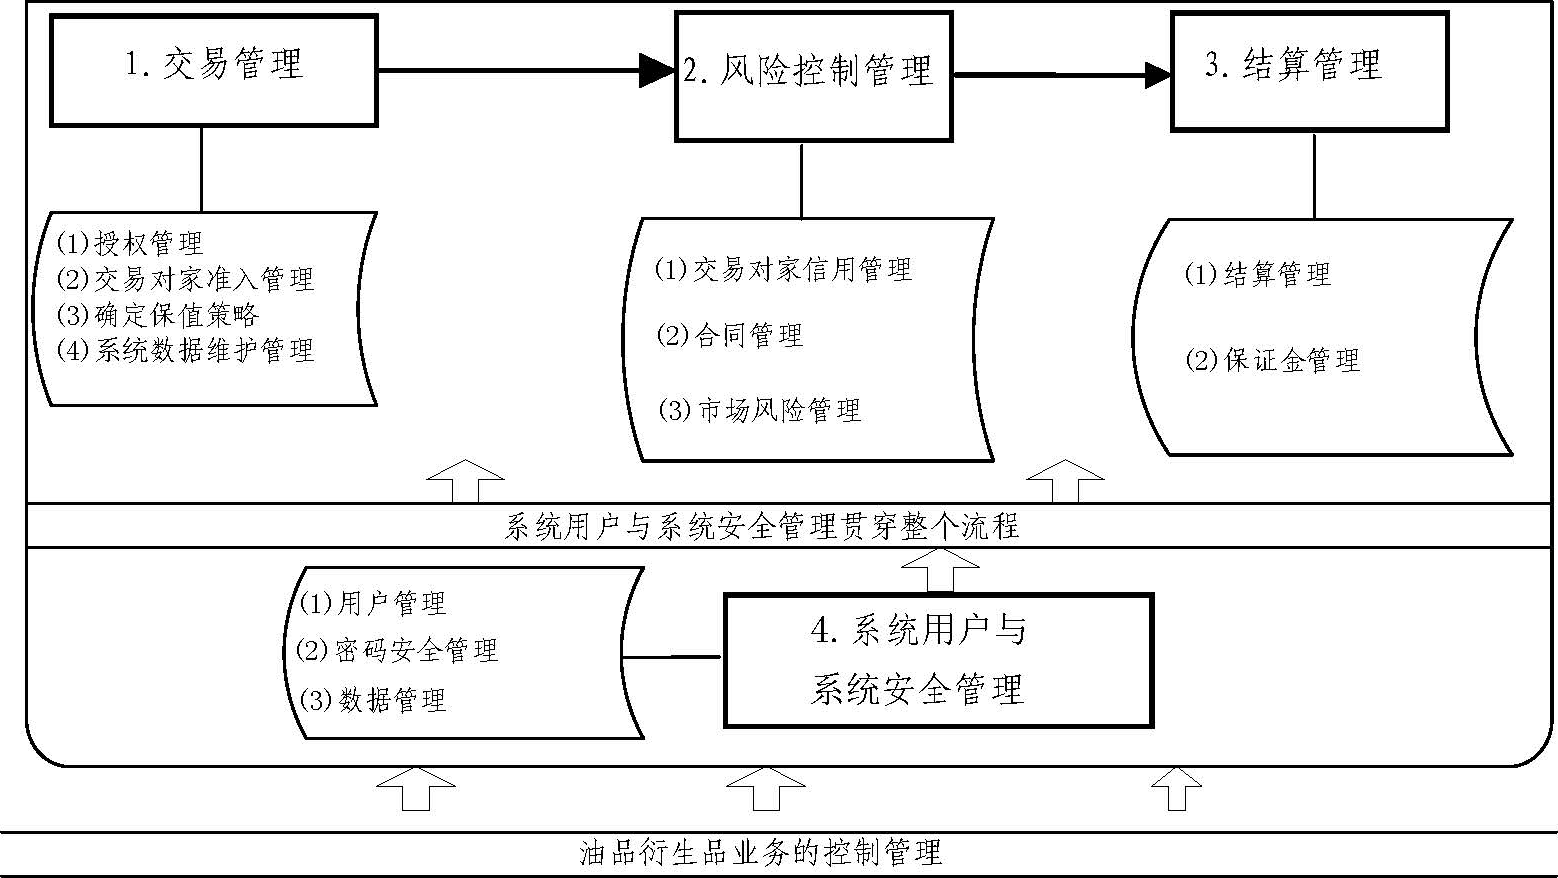 1.交易管理
2.风险控制管理
3.结算管理
(1)授权管理
(2)交易对家准入管理
(3)确定保值策略
(4)系统数据维护管理
(1)交易对家信用管理
(2)合同管理
(3)市场风险管理
(1)结算管理
(2)保证金管理
系统用户与系统安全管理贯穿整个流程
(1)用户管理
(2)密码安全管理
(3)数据管理
4.系统用户与
系统安全管理
油品衍生品业务的控制管理